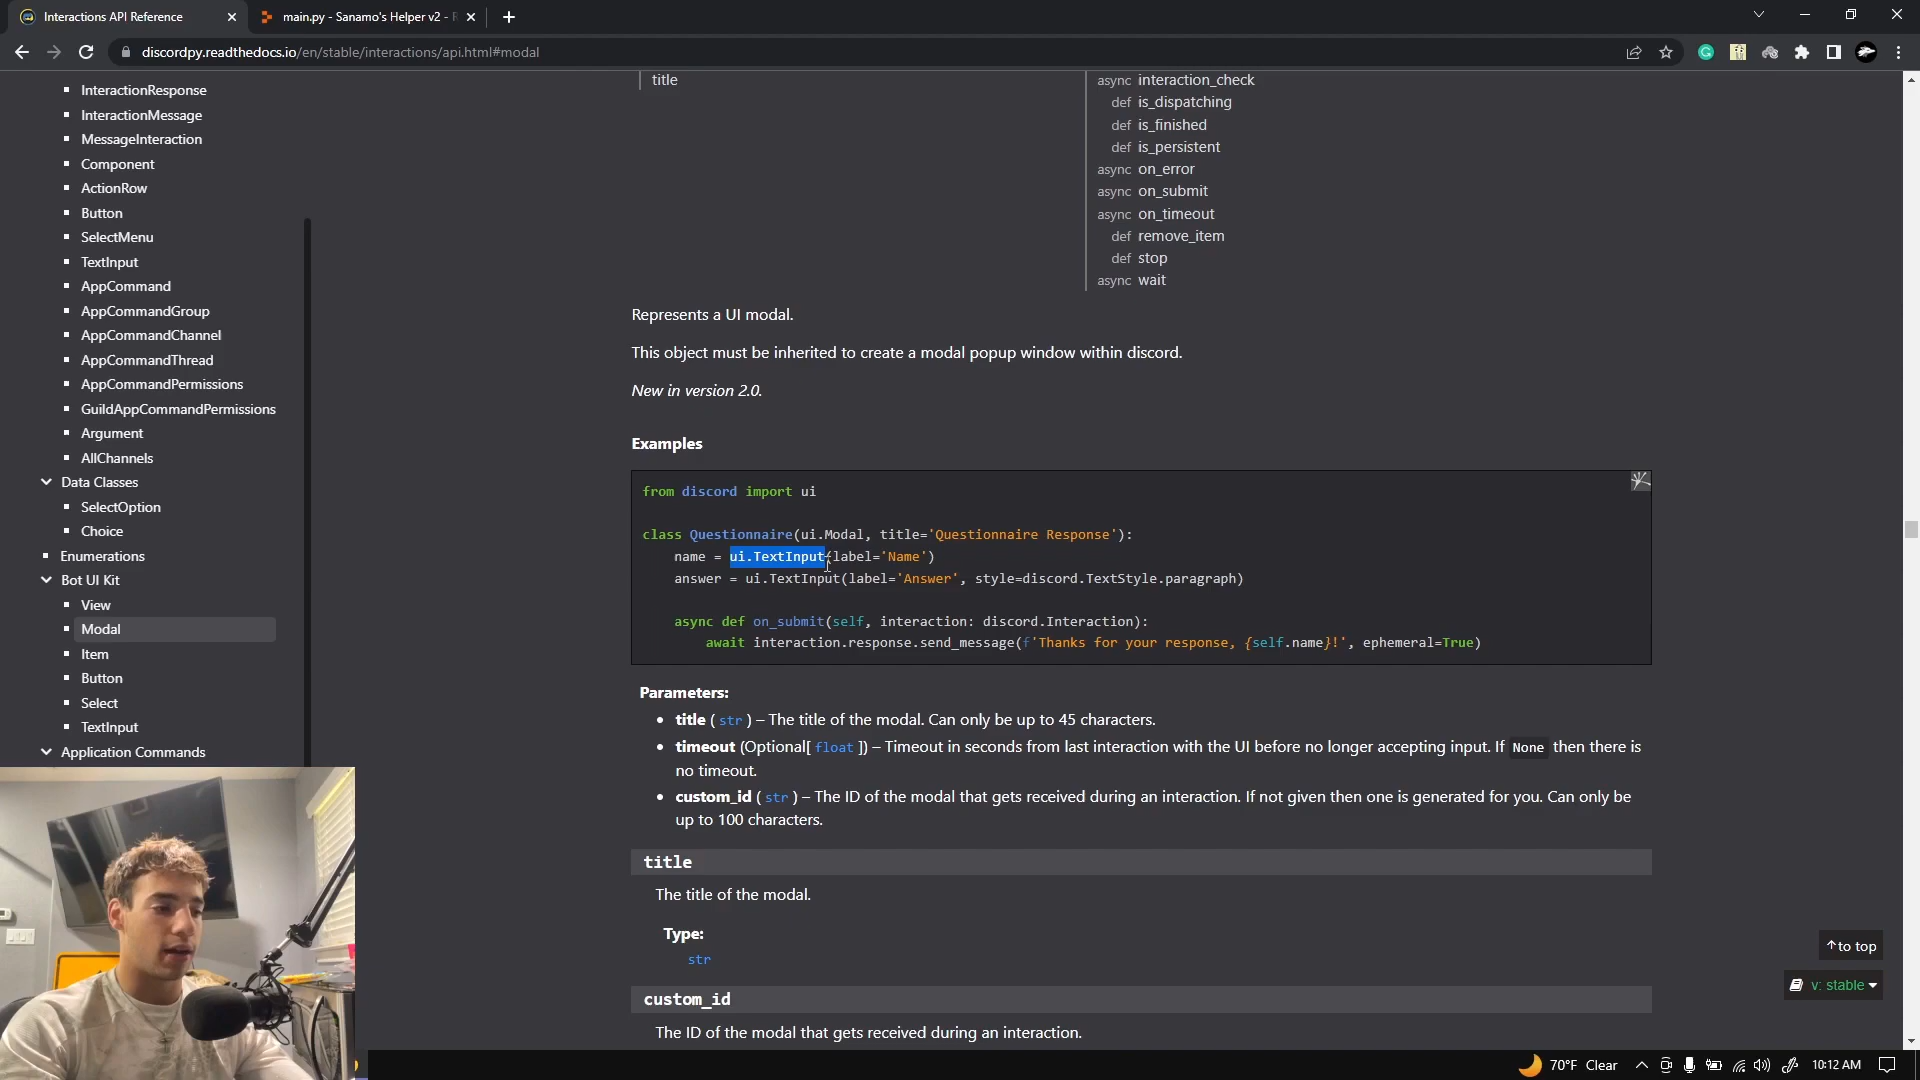 Interactions API Reference
main.py - Sanamo's Helper v2 - R
discordpy.readthedocs.io/en/stable/interactions/api.html#modal
InteractionResponse
InteractionMessage
MessageInteraction
Component
ActionRow
Button
SelectMenu
TextInput
AppCommand
AppCommandGroup
AppCommandChannel
AppCommandThread
AppCommandPermissions
GuildAppCommandPermissions
Argument
AllChannels
Data Classes
SelectOption
Choice
Enumerations
Bot UI Kit
View
Modal
Item
Button
Select
TextInput
Application Commands
title
async interaction_check
def is_dispatching
def is_finished
def is_persistent
async on_error
async on_submit
async on_timeout
def remove_item
def stop
async wait
Represents a UI modal.
This object must be inherited to create a modal popup window within discord.
New in version 2.0.
Examples
from discord import ui
class Questionnaire(ui.Modal, title='Questionnaire Response'):
name = ui.TextInput(label='Name')
answer = ui.TextInput(label='Answer', style=discord.TextStyle.paragraph)
async def on_submit(self, interaction: discord.Interaction):
await interaction.response.send_message(f'Thanks for your response, {self.name}!', ephemeral=True)
Parameters:
title ( str ) – The title of the modal. Can only be up to 45 characters.
timeout (Optional[ float ]) – Timeout in seconds from last interaction with the UI before no longer accepting input. If None then there is
no timeout.
custom_id ( str ) – The ID of the modal that gets received during an interaction. If not given then one is generated for you. Can only be
up to 100 characters.
title
The title of the modal.
Type:
str
custom_id
The ID of the modal that gets received during an interaction.
↑to top
v: stable
70°F Clear
10:12 AM